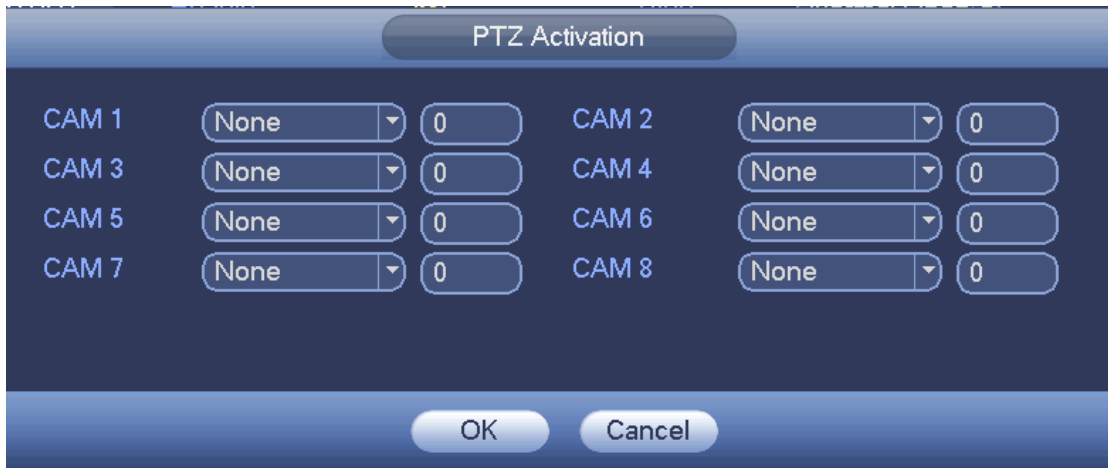 PTZ Activation
CAM 1 None 0 CAM 2 None 0
CAM 3 None 0 CAM 4 None 0
CAM 5 None 0 CAM 6 None 0
CAM 7 None 0 CAM 8 None 0
OK Cancel